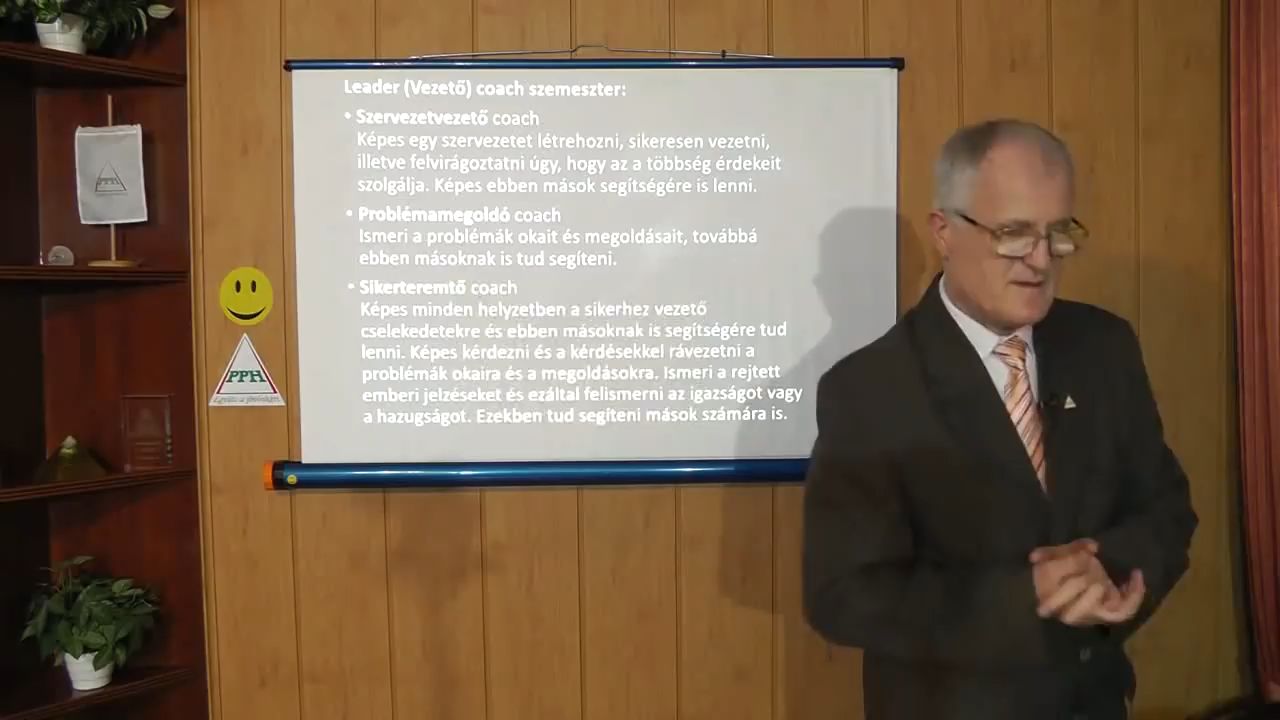 Leader (Vezető) coach szemeszter:
• Szervezetvezető coach
Képes egy szervezetet létrehozni, sikeresen vezetni,
illetve felvirágoztatni úgy, hogy az a többség érdekeit
szolgálja. Képes ebben mások segítségére is lenni.
• Problémamegoldó coach
Ismeri a problémák okait és megoldásait, továbbá
ebben másoknak is tud segíteni.
• Sikerteremtő coach
Képes minden helyzetben a sikerhez vezető
cselekedetekre és ebben másoknak is segítségére tud
lenni. Képes kérdezni és a kérdésekkel rávezetni a
problémák okaira és a megoldásokra. Ismeri a rejtett
emberi jelzéseket és ezáltal felismerni az igazságot vagy
a hazugságot. Ezekben tud segíteni mások számára is.
PPH
PPH